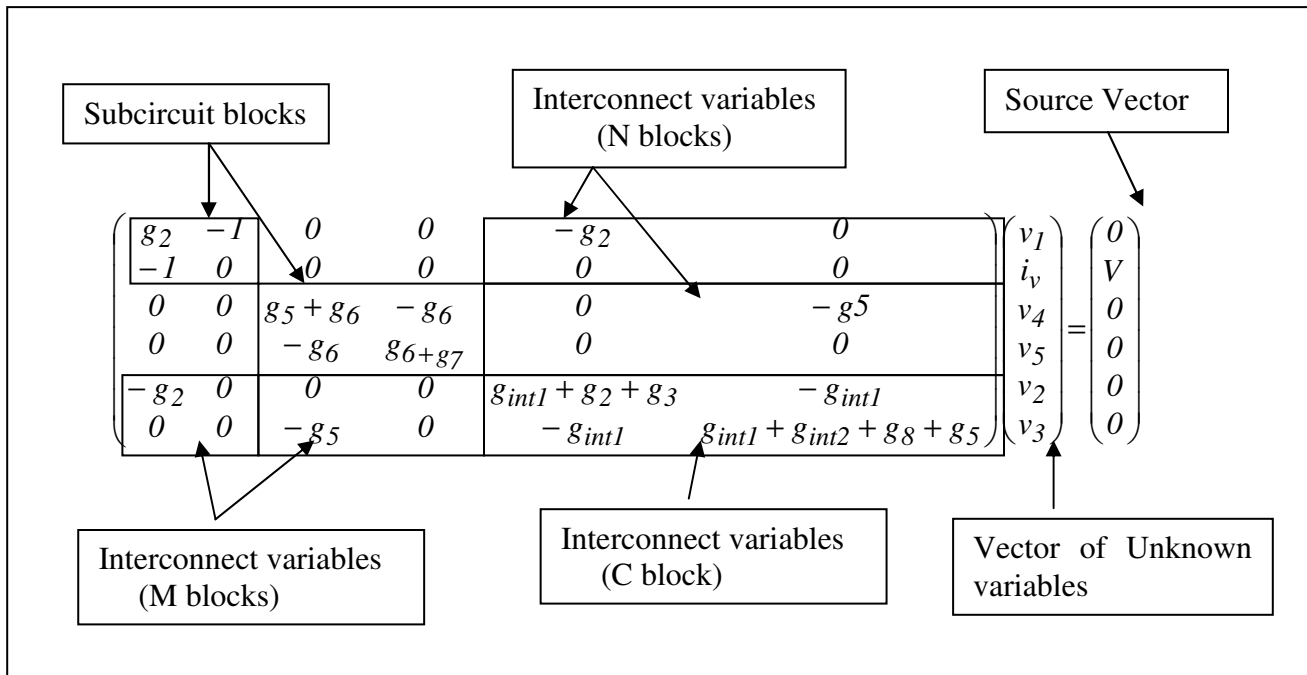 Subcircuit blocks
Interconnect variables
(N blocks)
Source Vector
g2 −1 0 0 −g2 0 v1 0
−1 0 0 0 0 0 iv V
0 0 g5 + g6 −g6 0 −g5 v4 = 0
0 0 −g6 g6+g7 0 0 v5 0
−g2 0 0 0 gint1 + g2 + g3 −gint1 v2 0
0 0 −g5 0 −gint1 gint1 + gint2 + g8 + g5 v3 0
Interconnect variables
(M blocks)
Interconnect variables
(C block)
Vector of Unknown
variables